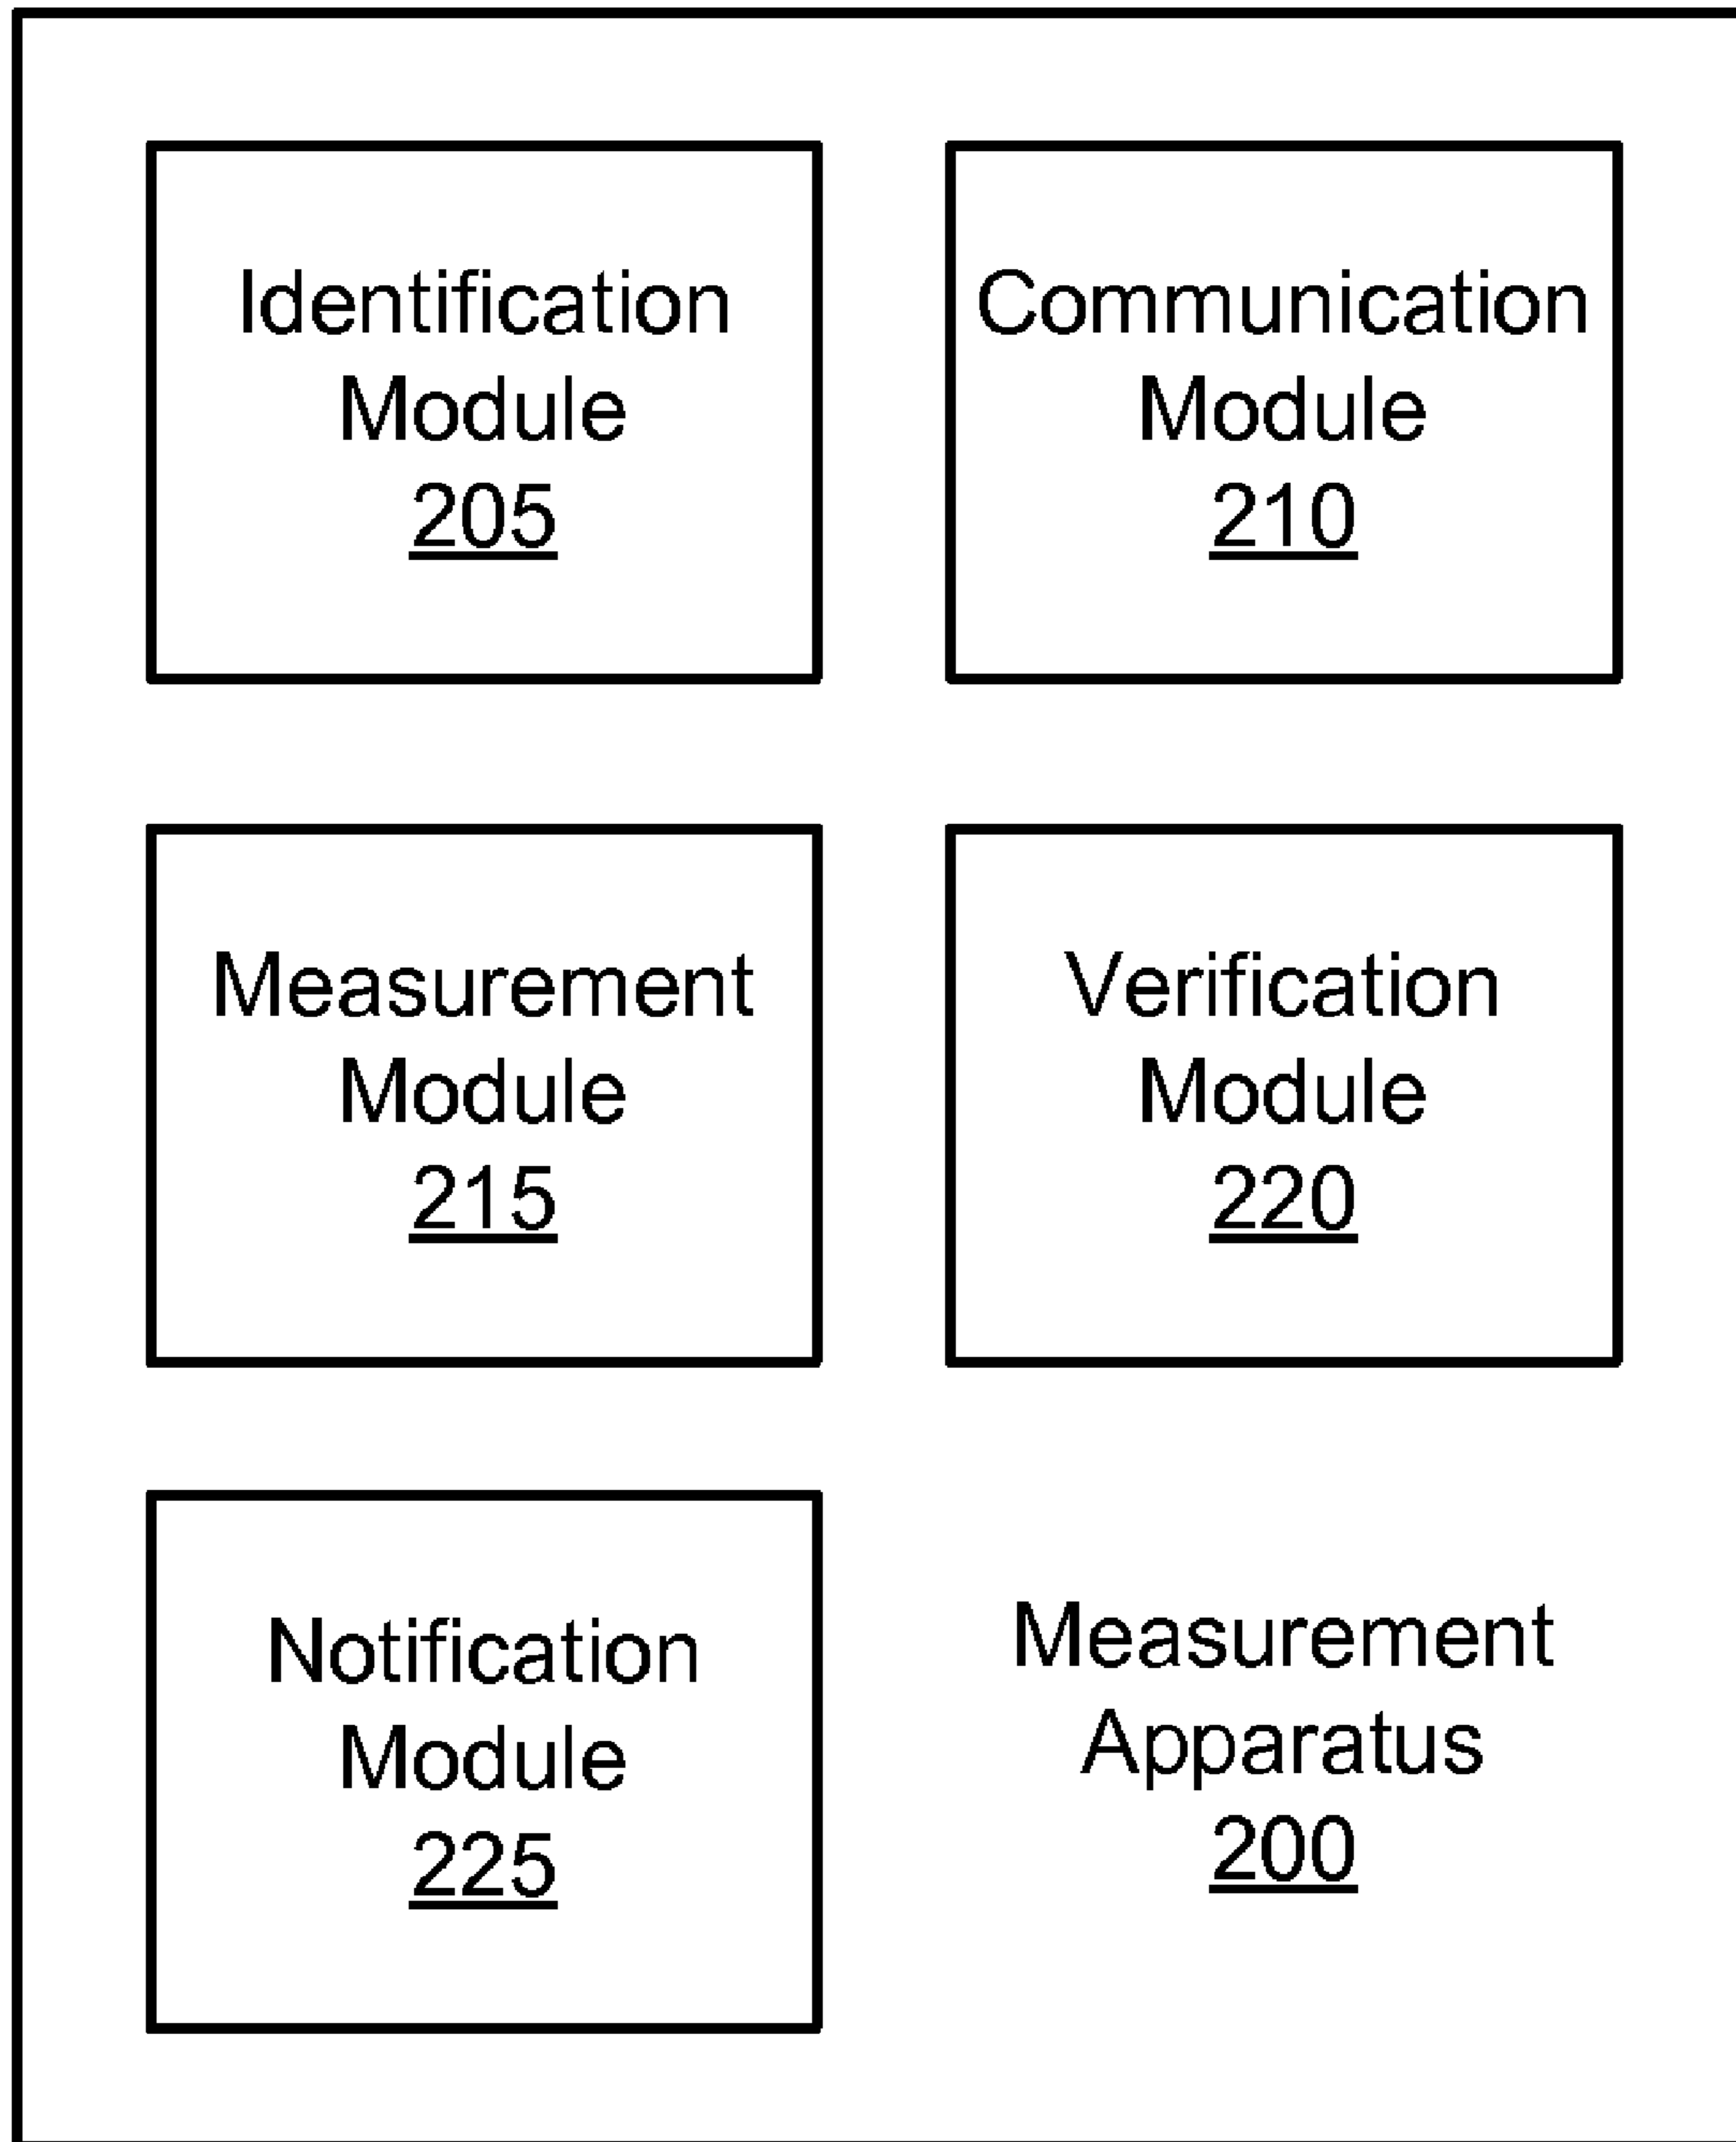 Identification
Module
205
Communication
Module
210
Measurement
Module
215
Verification
Module
220
Notification
Module
225
Measurement
Apparatus
200